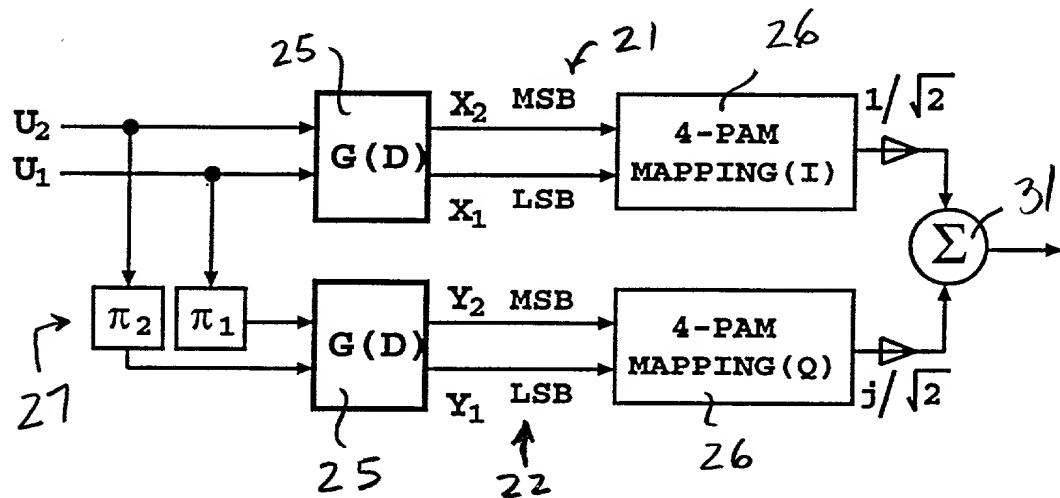 25
21
26
U2
U1
G(D)
X2 MSB
X1 LSB
4-PAM
MAPPING(I)
1/√2
31
Σ
27
π2
π1
G(D)
Y2 MSB
Y1 LSB
4-PAM
MAPPING(Q)
j/√2
25
22
26